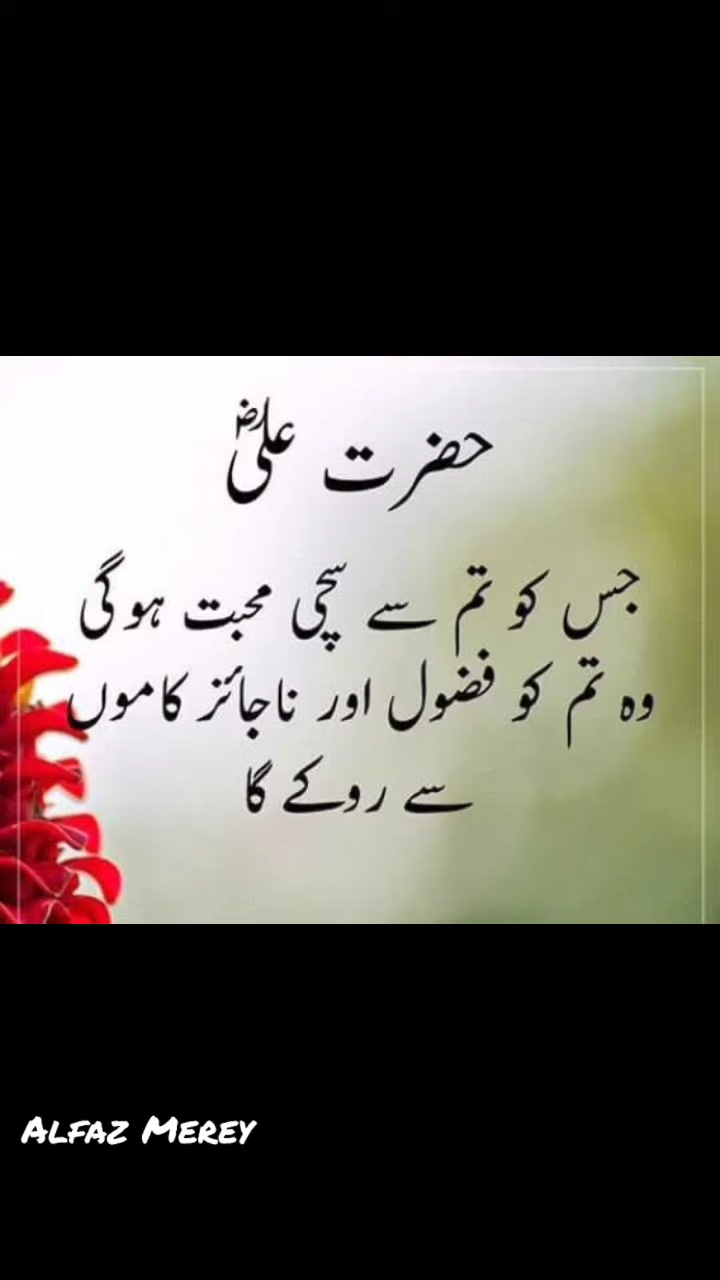 حضرت علیؓ
جس کو تم سے سچی محبت ہوگی
وہ تم کو فضول اور ناجائز کاموں
سے روکے گا
Alfaz Merey